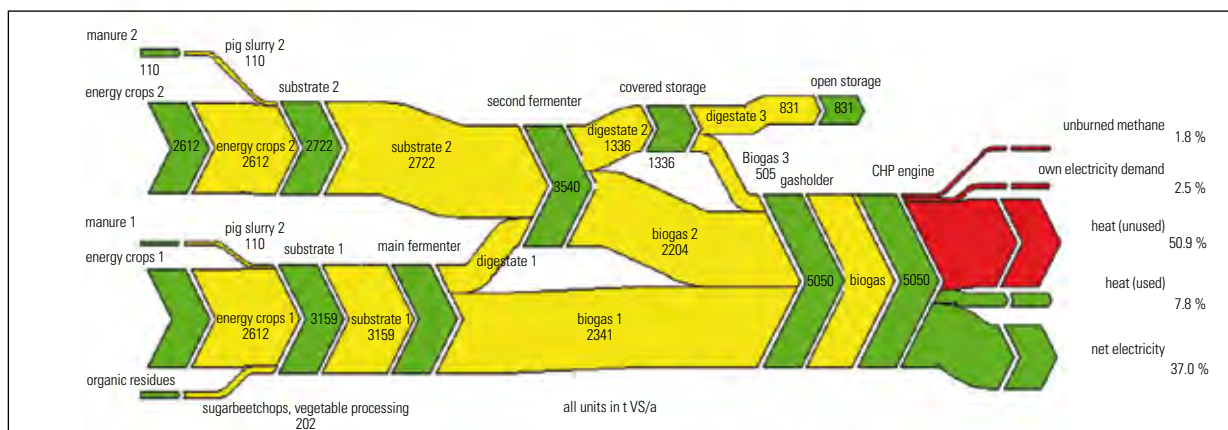 manure 2
pig slurry 2
110
110
energy crops 2
substrate 2
second fermenter
covered storage
open storage
2612
energy crops 2
2612
2722
substrate 2
2722
digestate 2
1336
1336
digestate 3
831
831
3540
Biogas 3
505
gasholder
CHP engine
unburned methane
1.8 %
own electricity demand
2.5 %
manure 1
pig slurry 2
110
energy crops 1
substrate 1
main fermenter
digestate 1
biogas 2
2204
heat (unused)
50.9 %
energy crops 1
2612
3159
substrate 1
3159
biogas 1
2341
5050
biogas
5050
heat (used)
7.8 %
net electricity
37.0 %
organic residues
sugarbeetchops, vegetable processing
202
all units in t VS/a